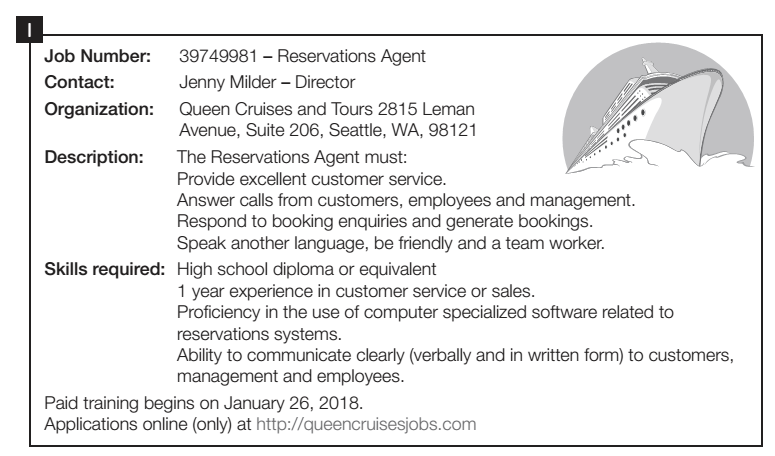 I
Job Number: 39749981 – Reservations Agent
Contact: Jenny Milder – Director
Organization: Queen Cruises and Tours 2815 Leman
Avenue, Suite 206, Seattle, WA, 98121
Description: The Reservations Agent must:
Provide excellent customer service.
Answer calls from customers, employees and management.
Respond to booking enquiries and generate bookings.
Speak another language, be friendly and a team worker.
Skills required: High school diploma or equivalent
1 year experience in customer service or sales.
Proficiency in the use of computer specialized software related to
reservations systems.
Ability to communicate clearly (verbally and in written form) to customers,
management and employees.
Paid training begins on January 26, 2018.
Applications online (only) at http://queencruisesjobs.com